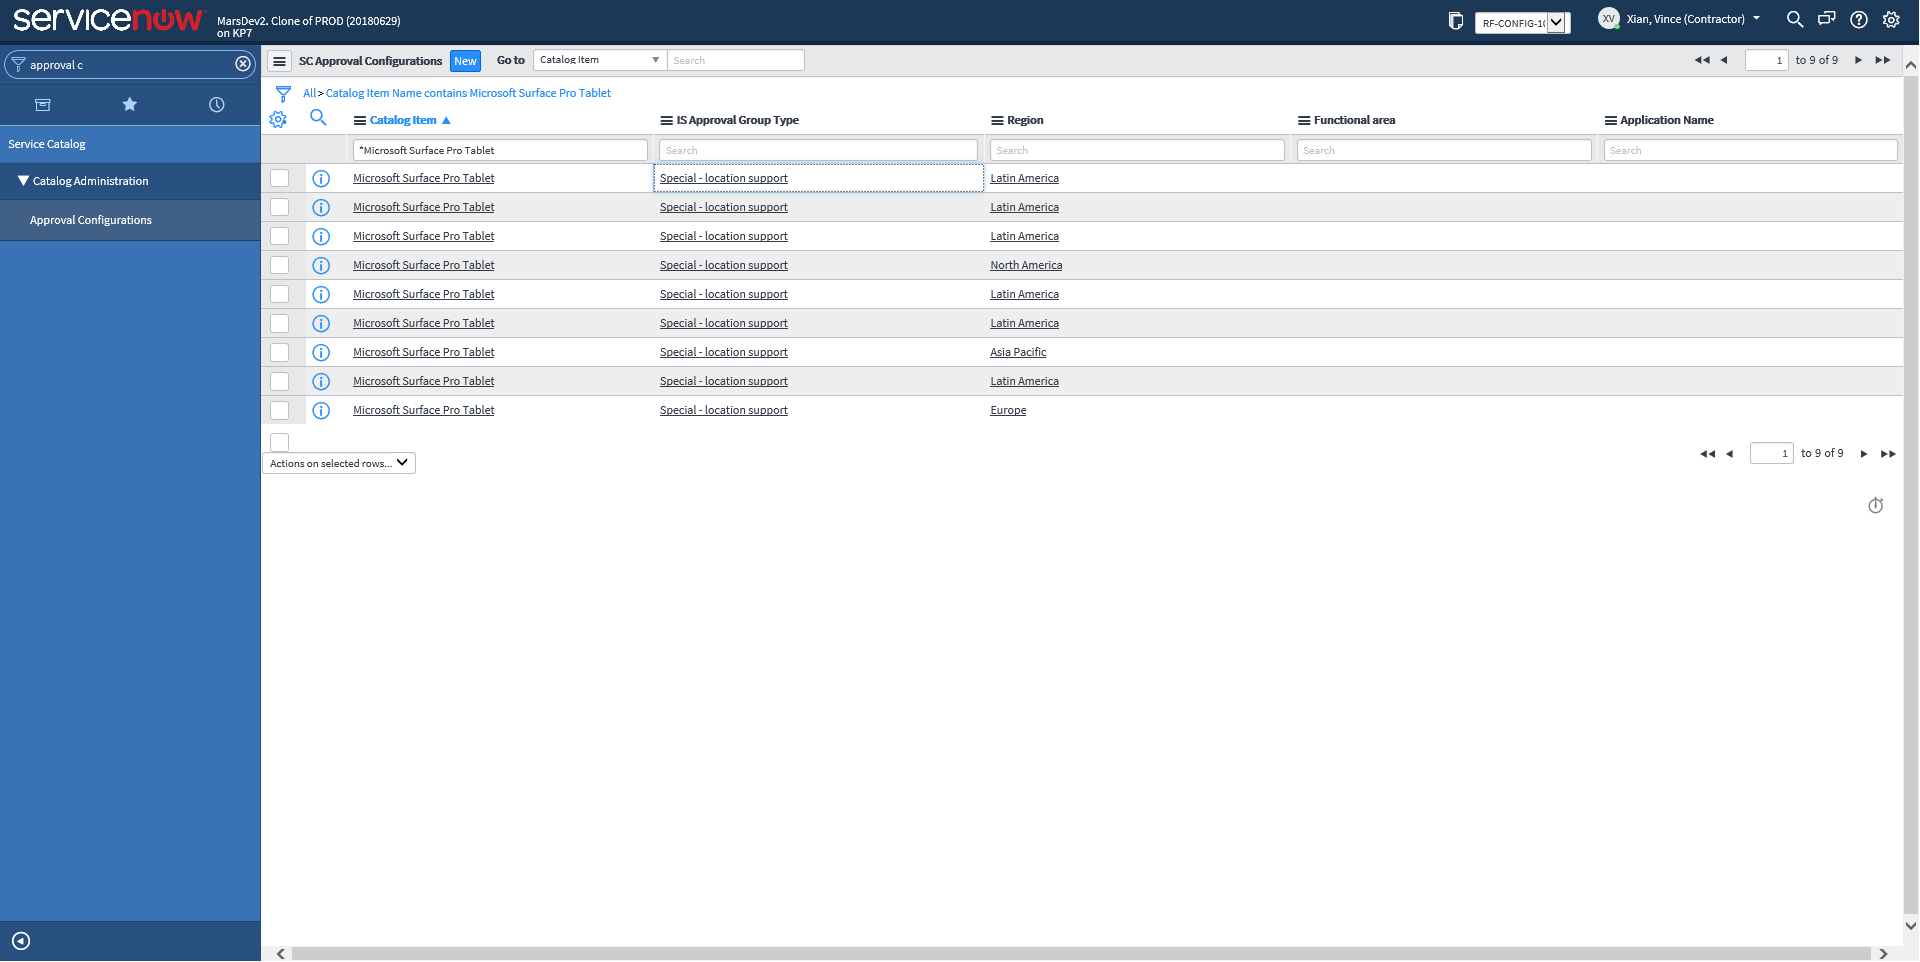 servicenow MarsDev2. Clone of PROD (20180629)
on KP7
XV Xian, Vince (Contractor)
approval c
SC Approval Configurations New Go to Catalog Item Search 1 to 9 of 9
All > Catalog Item Name contains Microsoft Surface Pro Tablet
Catalog Item IS Approval Group Type Region Functional area Application Name
*Microsoft Surface Pro Tablet Search Search Search Search
Service Catalog
Catalog Administration
Approval Configurations
Microsoft Surface Pro Tablet Special - location support Latin America
Microsoft Surface Pro Tablet Special - location support Latin America
Microsoft Surface Pro Tablet Special - location support Latin America
Microsoft Surface Pro Tablet Special - location support North America
Microsoft Surface Pro Tablet Special - location support Latin America
Microsoft Surface Pro Tablet Special - location support Latin America
Microsoft Surface Pro Tablet Special - location support Asia Pacific
Microsoft Surface Pro Tablet Special - location support Latin America
Microsoft Surface Pro Tablet Special - location support Europe
Actions on selected rows... 1 to 9 of 9